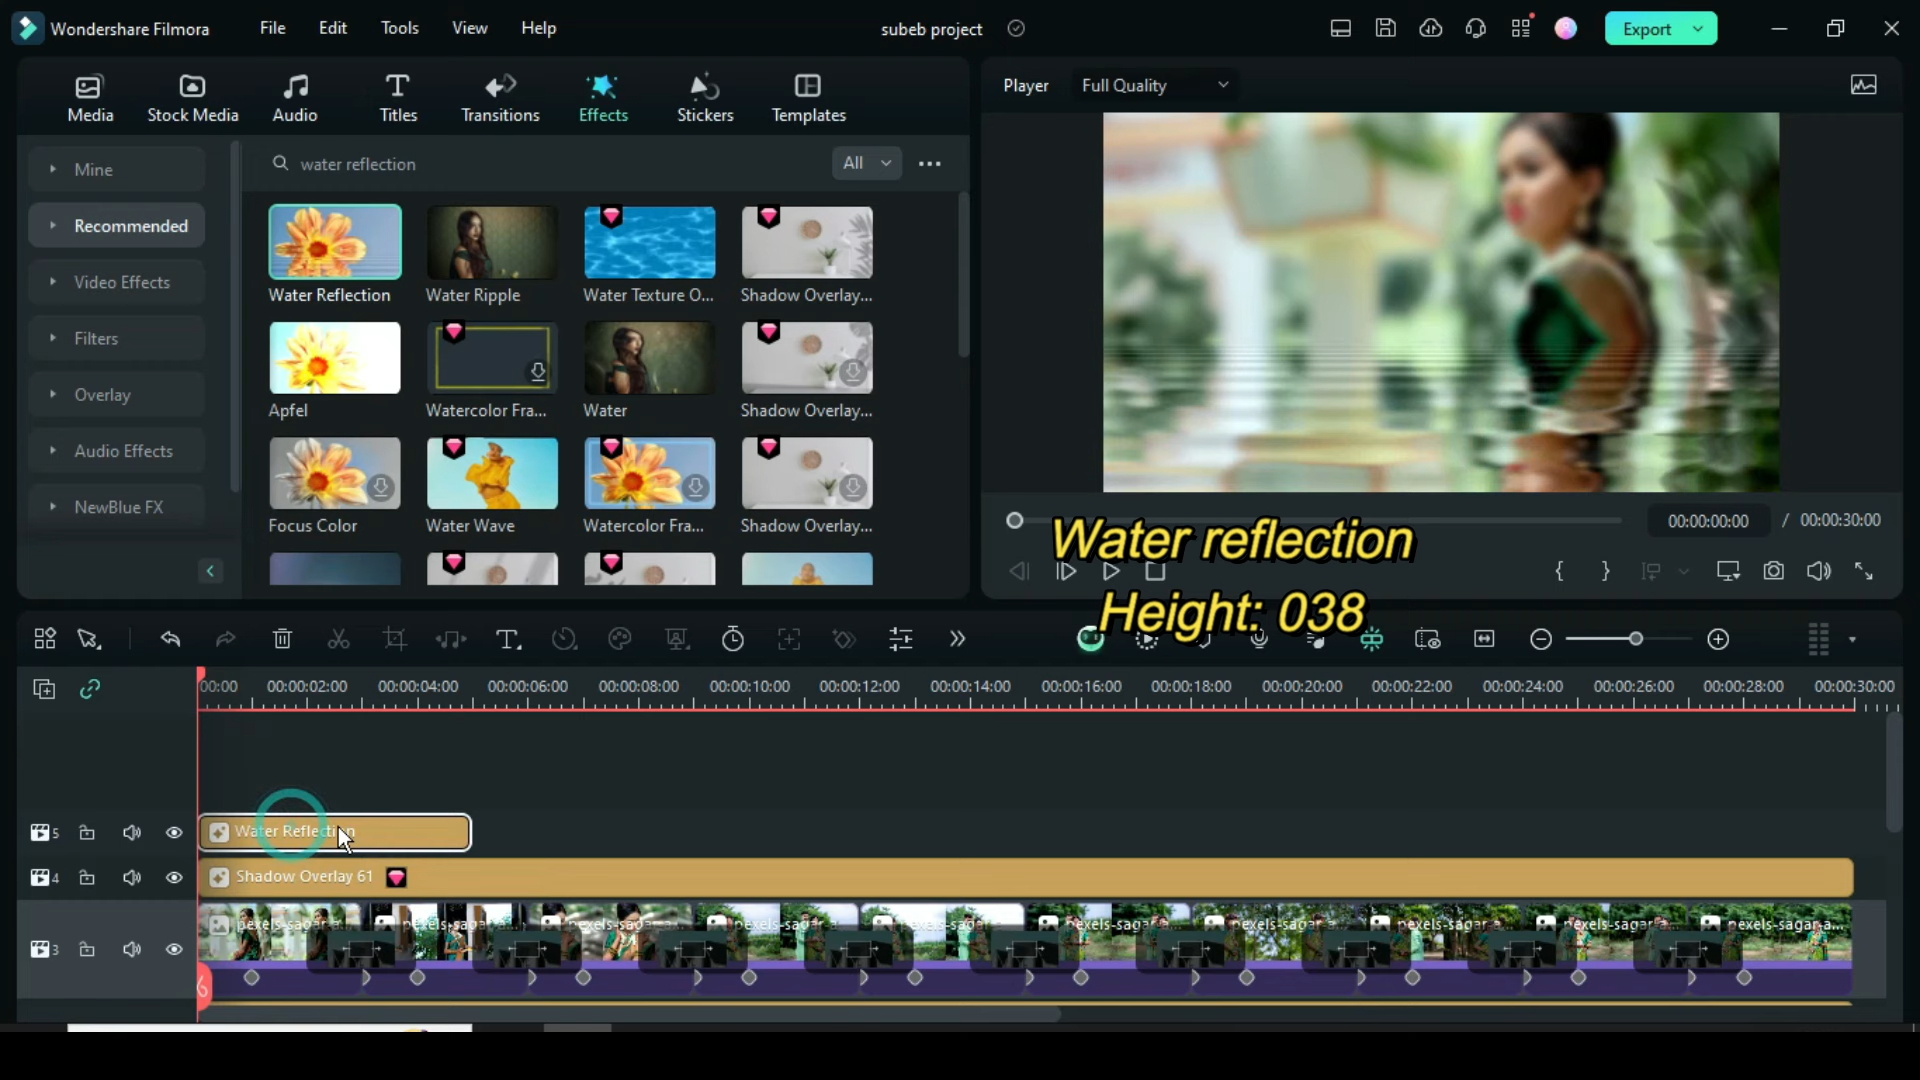 Wondershare Filmora
File
Edit
Tools
View
Help
subeb project
Export
Media
Stock Media
Audio
Titles
Transitions
Effects
Stickers
Templates
Player
Full Quality
Mine
Recommended
Video Effects
Filters
Overlay
Audio Effects
NewBlue FX
water reflection
All
Water Reflection
Water Ripple
Water Texture O...
Shadow Overlay...
Apfel
Watercolor Fra...
Water
Shadow Overlay...
Focus Color
Water Wave
Watercolor Fra...
Shadow Overlay...
00:00:00:00
/ 00:00:30:00
Water reflection
Height: 038
00:00
00:00:02:00
00:00:04:00
00:00:06:00
00:00:08:00
00:00:10:00
00:00:12:00
00:00:14:00
00:00:16:00
00:00:18:00
00:00:20:00
00:00:22:00
00:00:24:00
00:00:26:00
00:00:28:00
00:00:30:00
5
Water Reflection
4
Shadow Overlay 61
3
pexels-sagar-a...
pexels-sagar-a...
pexels-sagar-a...
pexels-sagar-a...
pexels-sagar-a...
pexels-sagar-a...
pexels-sagar-a...
pexels-sagar-a...
pexels-sagar-a...
pexels-sagar-a...